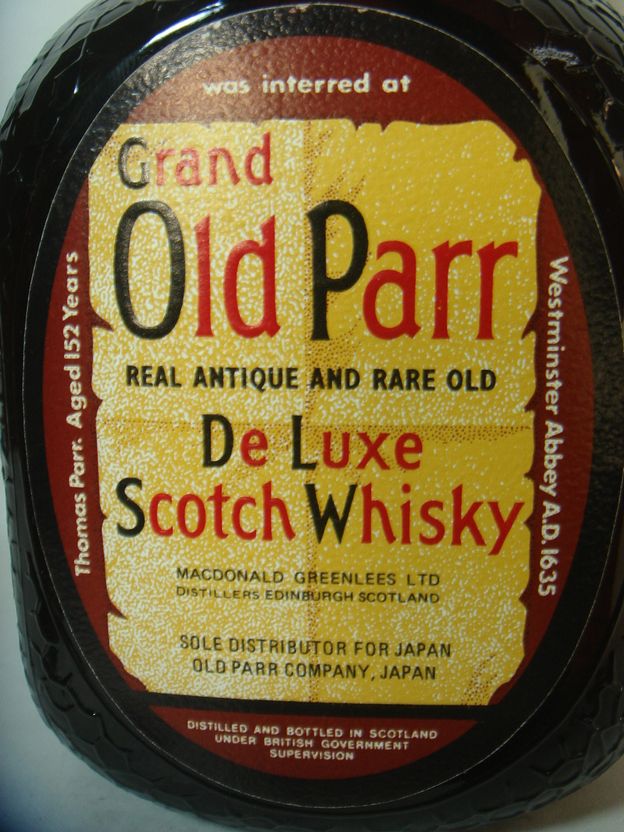 Thomas Parr. Aged 152 Years
was interred at
Westminster Abbey A.D. 1635
Grand
Old Parr
REAL ANTIQUE AND RARE OLD
De Luxe
Scotch Whisky
MACDONALD GREENLEES LTD
DISTILLERS EDINBURGH SCOTLAND
SOLE DISTRIBUTOR FOR JAPAN
OLD PARR COMPANY, JAPAN
DISTILLED AND BOTTLED IN SCOTLAND
UNDER BRITISH GOVERNMENT
SUPERVISION